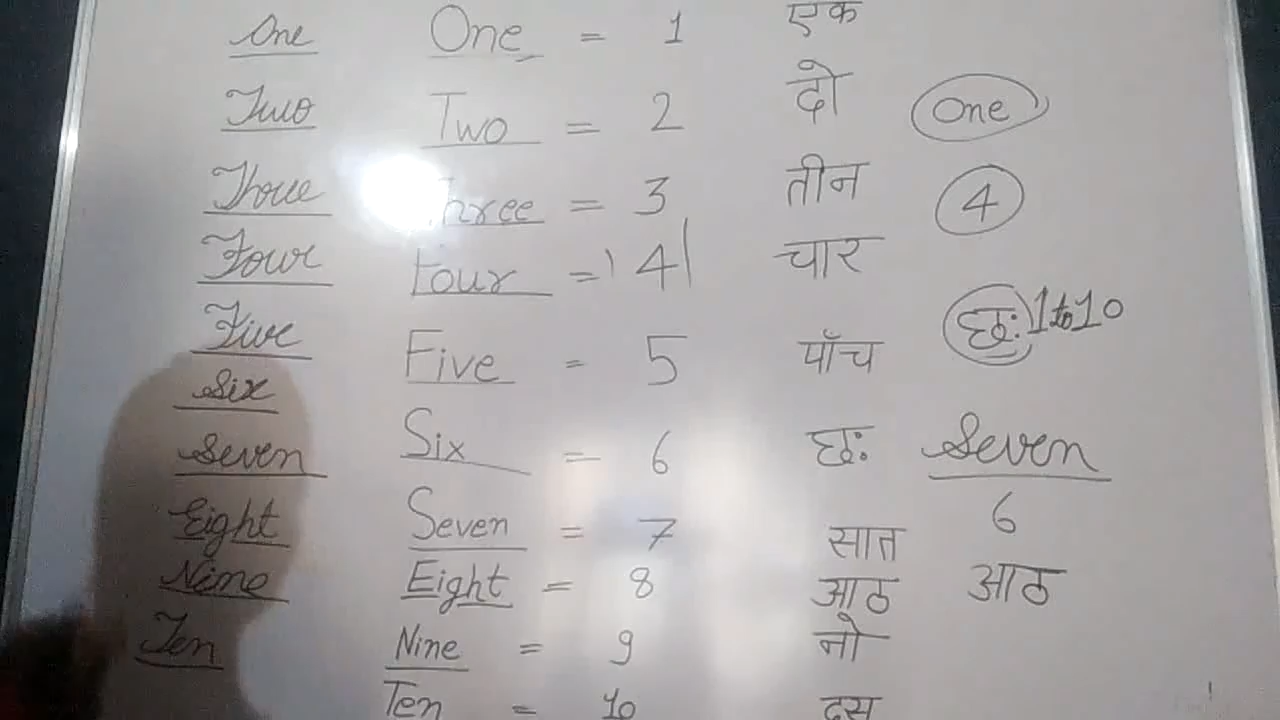 One One = 1 एक
Two Two = 2 दो One
Three Three = 3 तीन 4
Four Four = 4 चार
Five Five = 5 पाँच छः 1 to 10
Six Six = 6 छः Seven
Seven Seven = 7 सात 6
Eight Eight = 8 आठ आठ
Nine Nine = 9 नो
Ten Ten = 10 दस